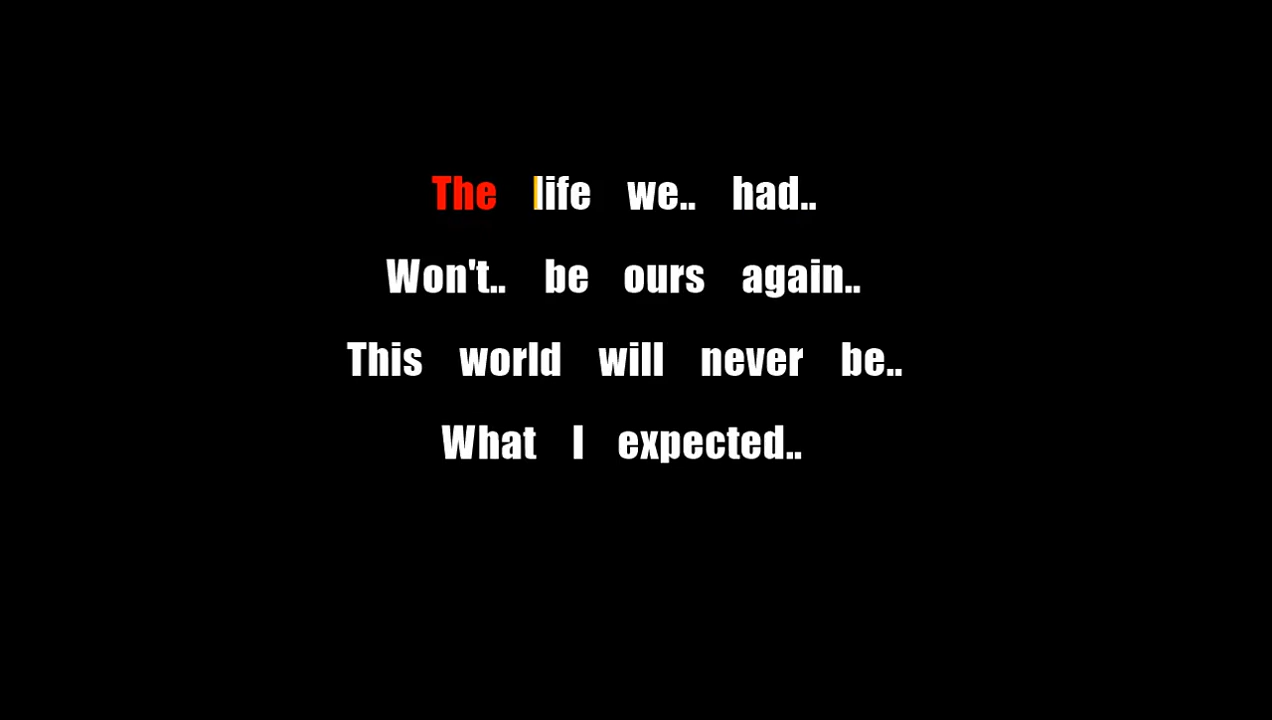 The life we.. had..
Won't.. be ours again..
This world will never be..
What I expected..